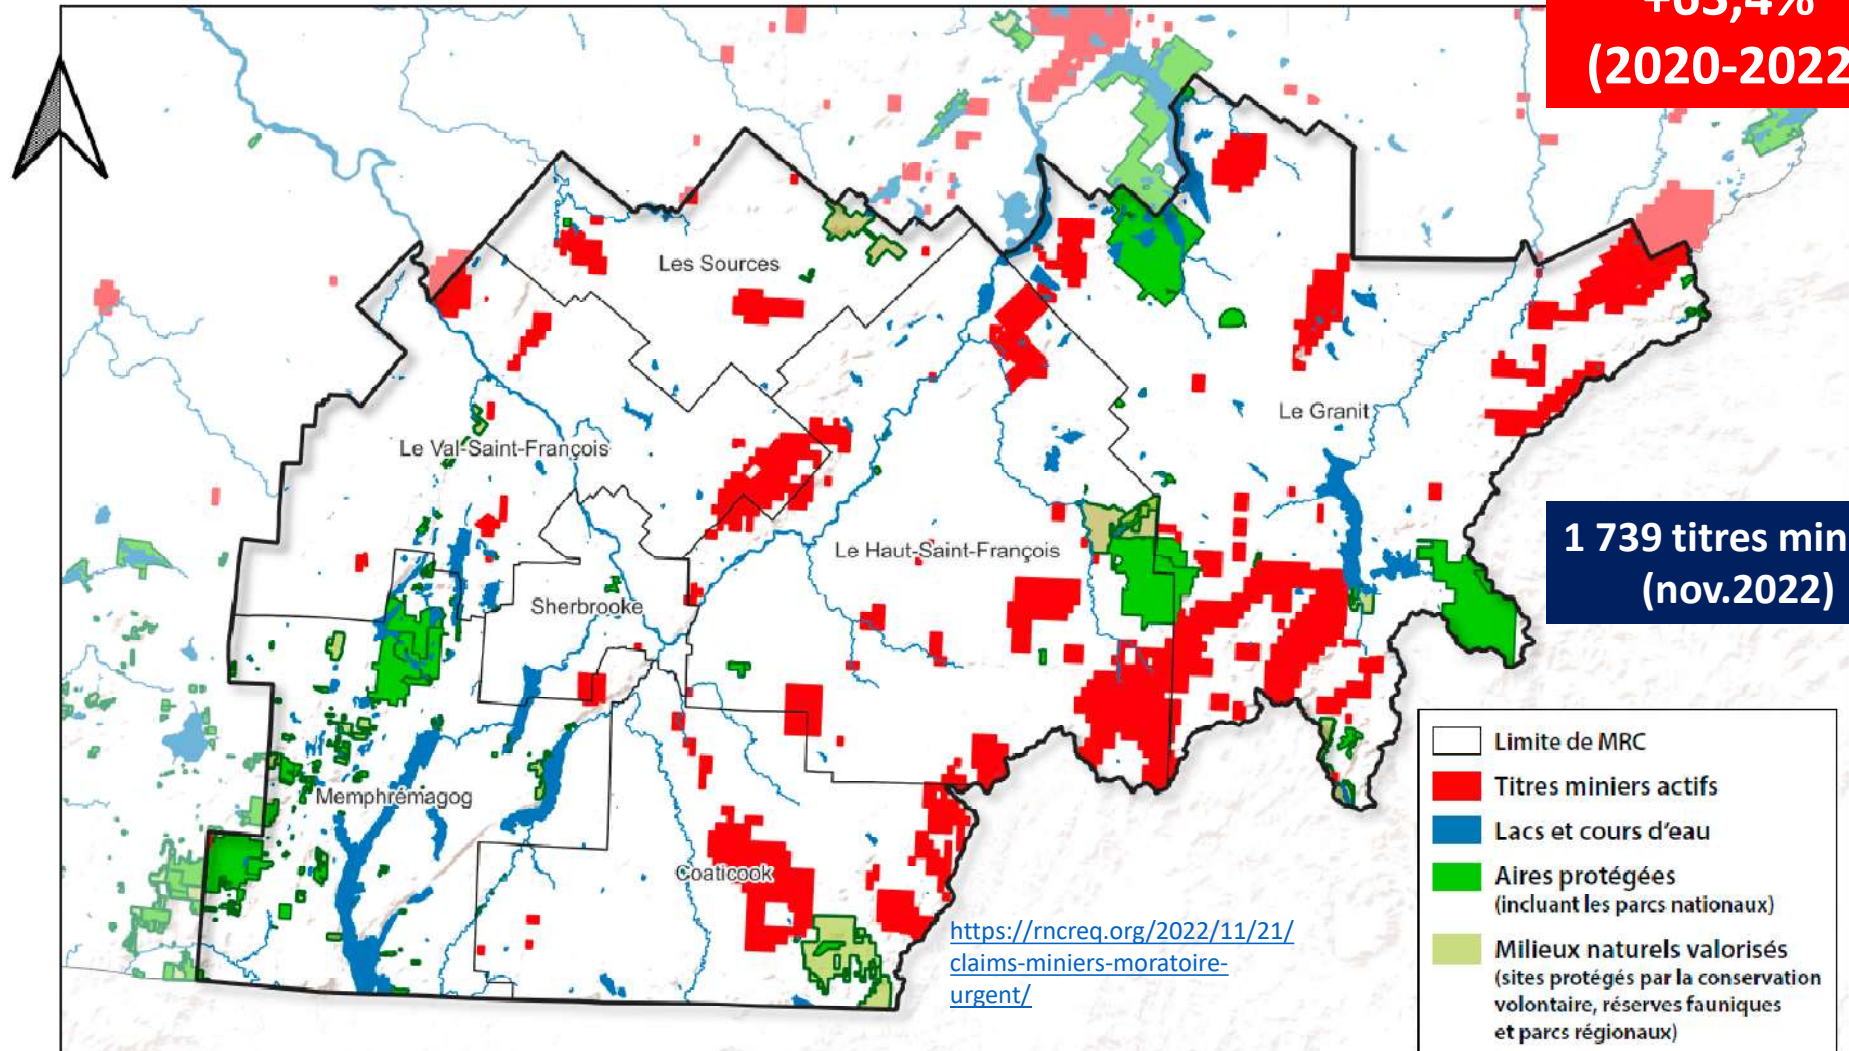 +63,4%
(2020-2022
Les Sources
Le Granit
Le Val-Saint-François
Le Haut-Saint-François
1 739 titres min
(nov.2022)
Sherbrooke
Memphrémagog
Coaticook
https://rncreq.org/2022/11/21/
claims-miniers-moratoire-
urgent/
Limite de MRC
Titres miniers actifs
Lacs et cours d'eau
Aires protégées
(incluant les parcs nationaux)
Milieux naturels valorisés
(sites protégés par la conservation
volontaire, réserves fauniques
et parcs régionaux)